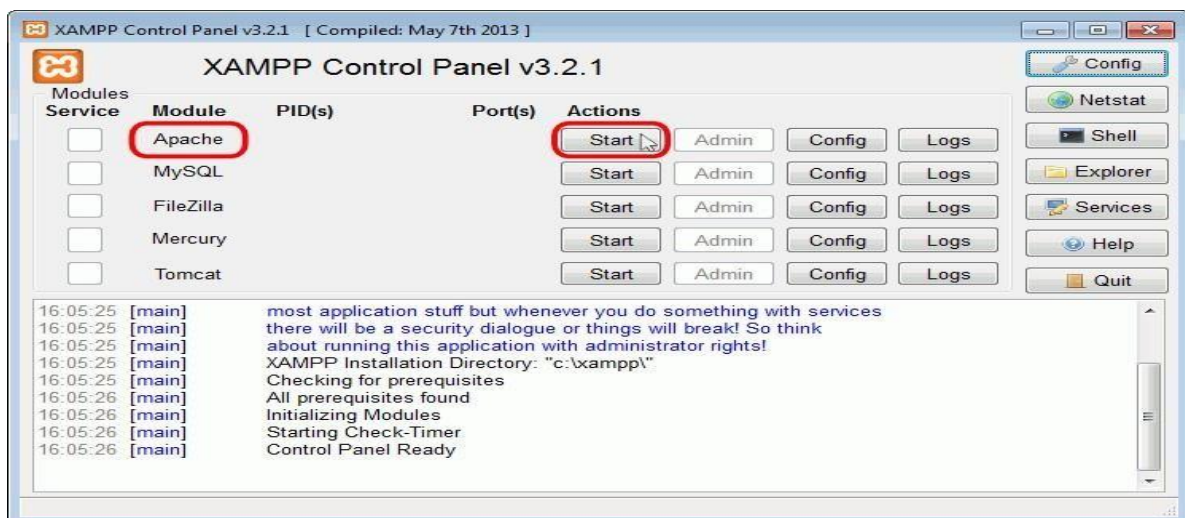 XAMPP Control Panel v3.2.1 [ Compiled: May 7th 2013 ]
XAMPP Control Panel v3.2.1
Config
Modules
Service Module PID(s) Port(s) Actions
Netstat
Apache Start Admin Config Logs
Shell
MySQL Start Admin Config Logs
Explorer
FileZilla Start Admin Config Logs
Services
Mercury Start Admin Config Logs
Help
Tomcat Start Admin Config Logs
Quit
16:05:25 [main] most application stuff but whenever you do something with services
16:05:25 [main] there will be a security dialogue or things will break! So think
16:05:25 [main] about running this application with administrator rights!
16:05:25 [main] XAMPP Installation Directory: "c:\xampp\"
16:05:25 [main] Checking for prerequisites
16:05:26 [main] All prerequisites found
16:05:26 [main] Initializing Modules
16:05:26 [main] Starting Check-Timer
16:05:26 [main] Control Panel Ready